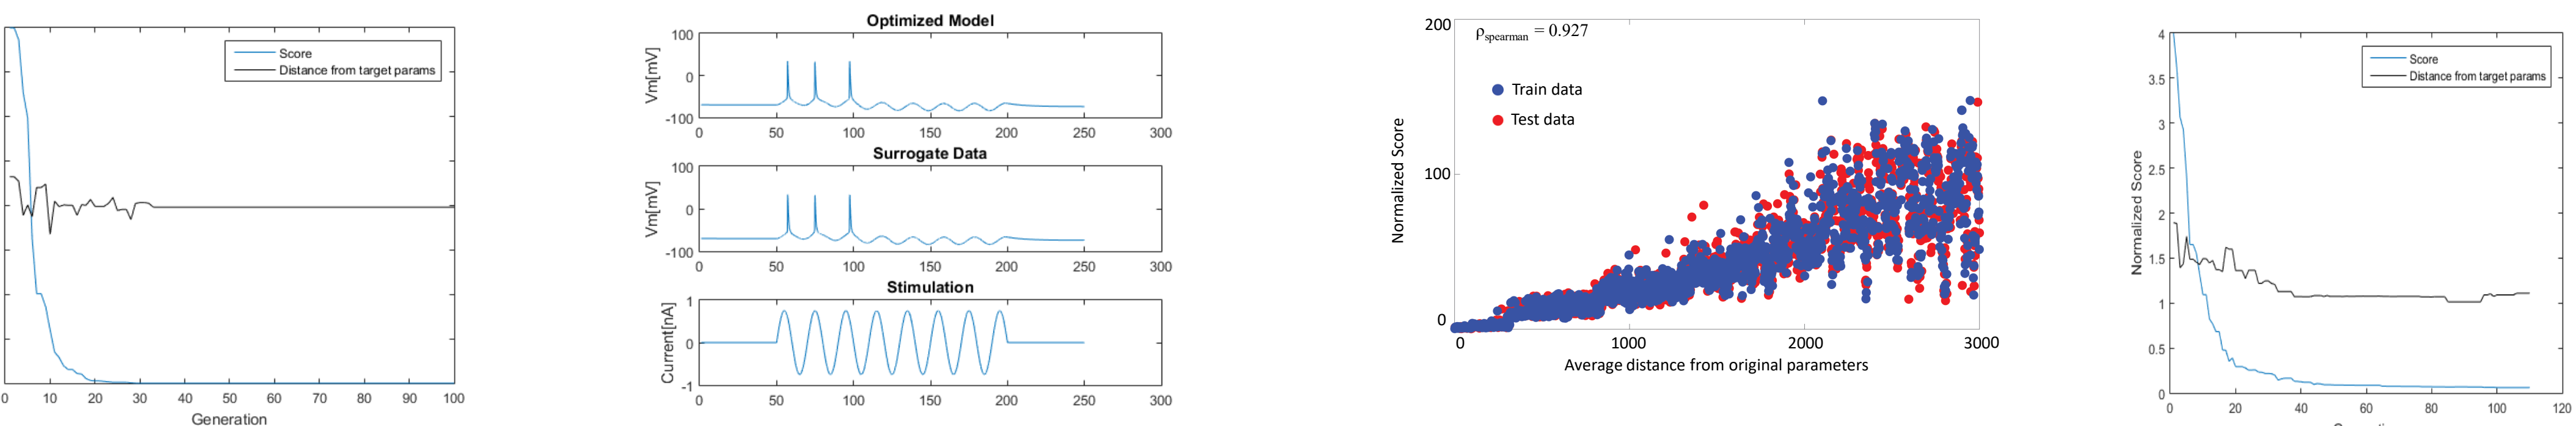 Score
Distance from target params
0 10 20 30 40 50 60 70 80 90 100
Generation
Optimized Model
Vm[mV]
100
0
-100
0 50 100 150 200 250 300
Surrogate Data
Vm[mV]
100
0
-100
0 50 100 150 200 250 300
Stimulation
Current[nA]
1
0
-1
0 50 100 150 200 250 300
ρspearman = 0.927
Train data
Test data
Normalized Score
200
100
0
0 1000 2000 3000
Average distance from original parameters
Score
Distance from target params
Normalized Score
4
3.5
3
2.5
2
1.5
1
0.5
0
0 20 40 60 80 100 120